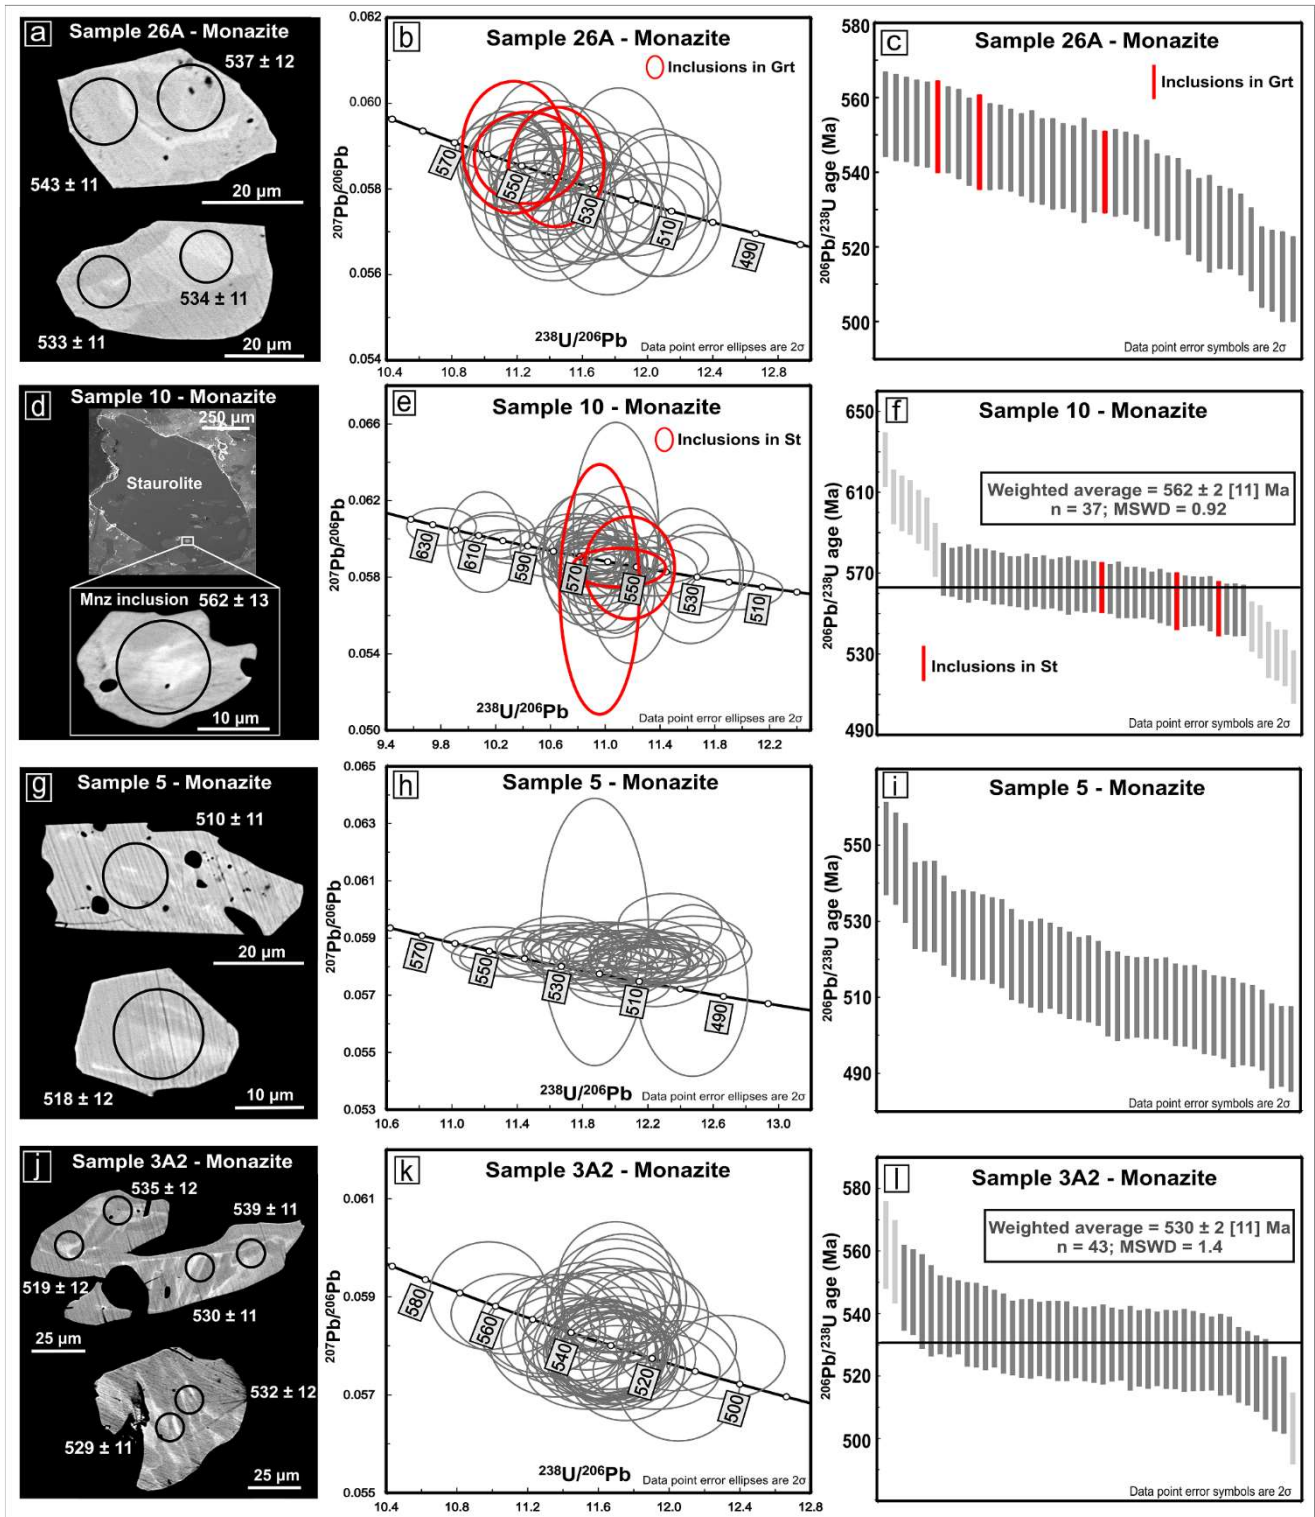 a Sample 26A - Monazite
537 ± 12
543 ± 11
20 µm
534 ± 11
533 ± 11
20 µm
b Sample 26A - Monazite
Inclusions in Grt
0.062
0.060
0.058
0.056
0.054
²⁰⁷Pb/²⁰⁶Pb
570
550
530
510
490
²³⁸U/²⁰⁶Pb
Data point error ellipses are 2σ
10.4 10.8 11.2 11.6 12.0 12.4 12.8
c Sample 26A - Monazite
Inclusions in Grt
580
560
540
520
500
²⁰⁶Pb/²³⁸U age (Ma)
Data point error symbols are 2σ
d Sample 10 - Monazite
250 µm
Staurolite
Mnz inclusion 562 ± 13
10 µm
e Sample 10 - Monazite
Inclusions in St
0.066
0.062
0.058
0.054
0.050
²⁰⁷Pb/²⁰⁶Pb
630
610
590
570
550
530
510
²³⁸U/²⁰⁶Pb
Data point error ellipses are 2σ
9.4 9.8 10.2 10.6 11.0 11.4 11.8 12.2
f Sample 10 - Monazite
Weighted average = 562 ± 2 [11] Ma
n = 37; MSWD = 0.92
Inclusions in St
650
610
570
530
490
²⁰⁶Pb/²³⁸U age (Ma)
Data point error symbols are 2σ
g Sample 5 - Monazite
510 ± 11
20 µm
518 ± 12
10 µm
h Sample 5 - Monazite
0.065
0.063
0.061
0.059
0.057
0.055
0.053
²⁰⁷Pb/²⁰⁶Pb
570
550
530
510
490
²³⁸U/²⁰⁶Pb
Data point error ellipses are 2σ
10.6 11.0 11.4 11.8 12.2 12.6 13.0
i Sample 5 - Monazite
550
530
510
490
²⁰⁶Pb/²³⁸U age (Ma)
Data point error symbols are 2σ
j Sample 3A2 - Monazite
535 ± 12
539 ± 11
519 ± 12
530 ± 11
25 µm
532 ± 12
529 ± 11
25 µm
k Sample 3A2 - Monazite
0.061
0.059
0.057
0.055
²⁰⁷Pb/²⁰⁶Pb
580
560
540
520
500
²³⁸U/²⁰⁶Pb
Data point error ellipses are 2σ
10.4 10.8 11.2 11.6 12.0 12.4 12.8
l Sample 3A2 - Monazite
Weighted average = 530 ± 2 [11] Ma
n = 43; MSWD = 1.4
580
560
540
520
500
²⁰⁶Pb/²³⁸U age (Ma)
Data point error symbols are 2σ